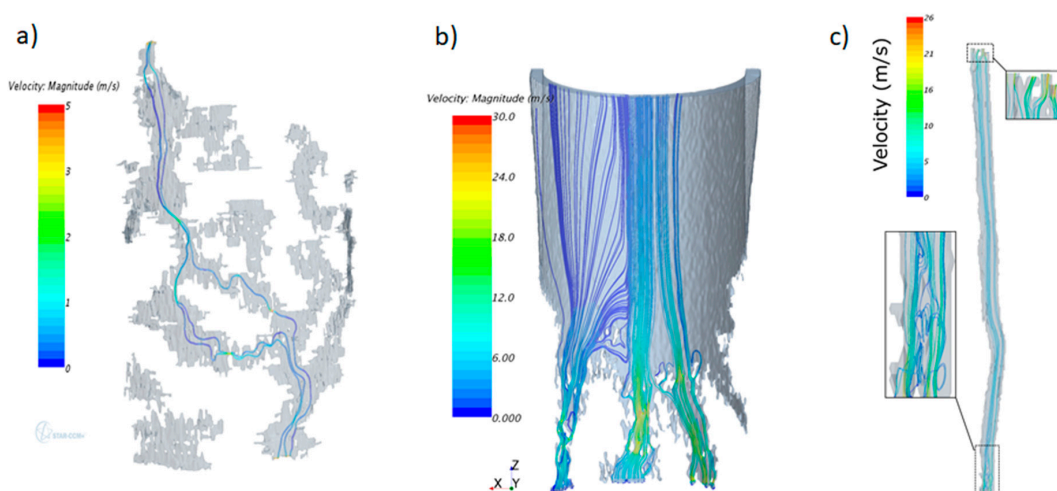 a)
Velocity: Magnitude (m/s)
5
4
3
2
1
0
STAR-CCM+
b)
Velocity: Magnitude (m/s)
30.0
24.0
18.0
12.0
6.00
0.000
Z
X
Y
c)
Velocity (m/s)
26
21
16
10
5
0